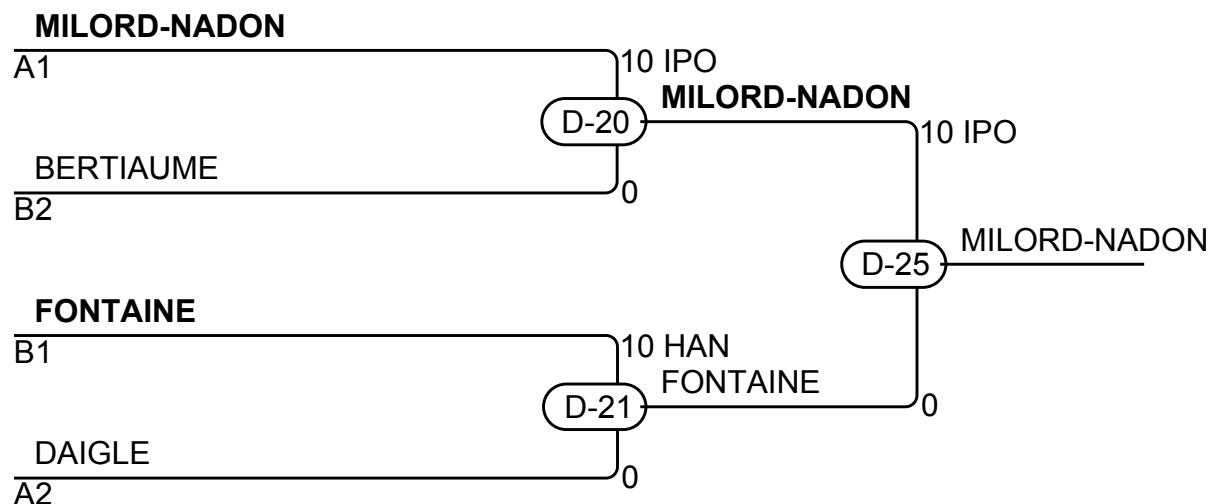 MILORD-NADON
A1
10 IPO
MILORD-NADON
D-20
10 IPO
BERTIAUME
B2
0
MILORD-NADON
D-25
FONTAINE
B1
10 HAN
FONTAINE
D-21
0
DAIGLE
A2
0